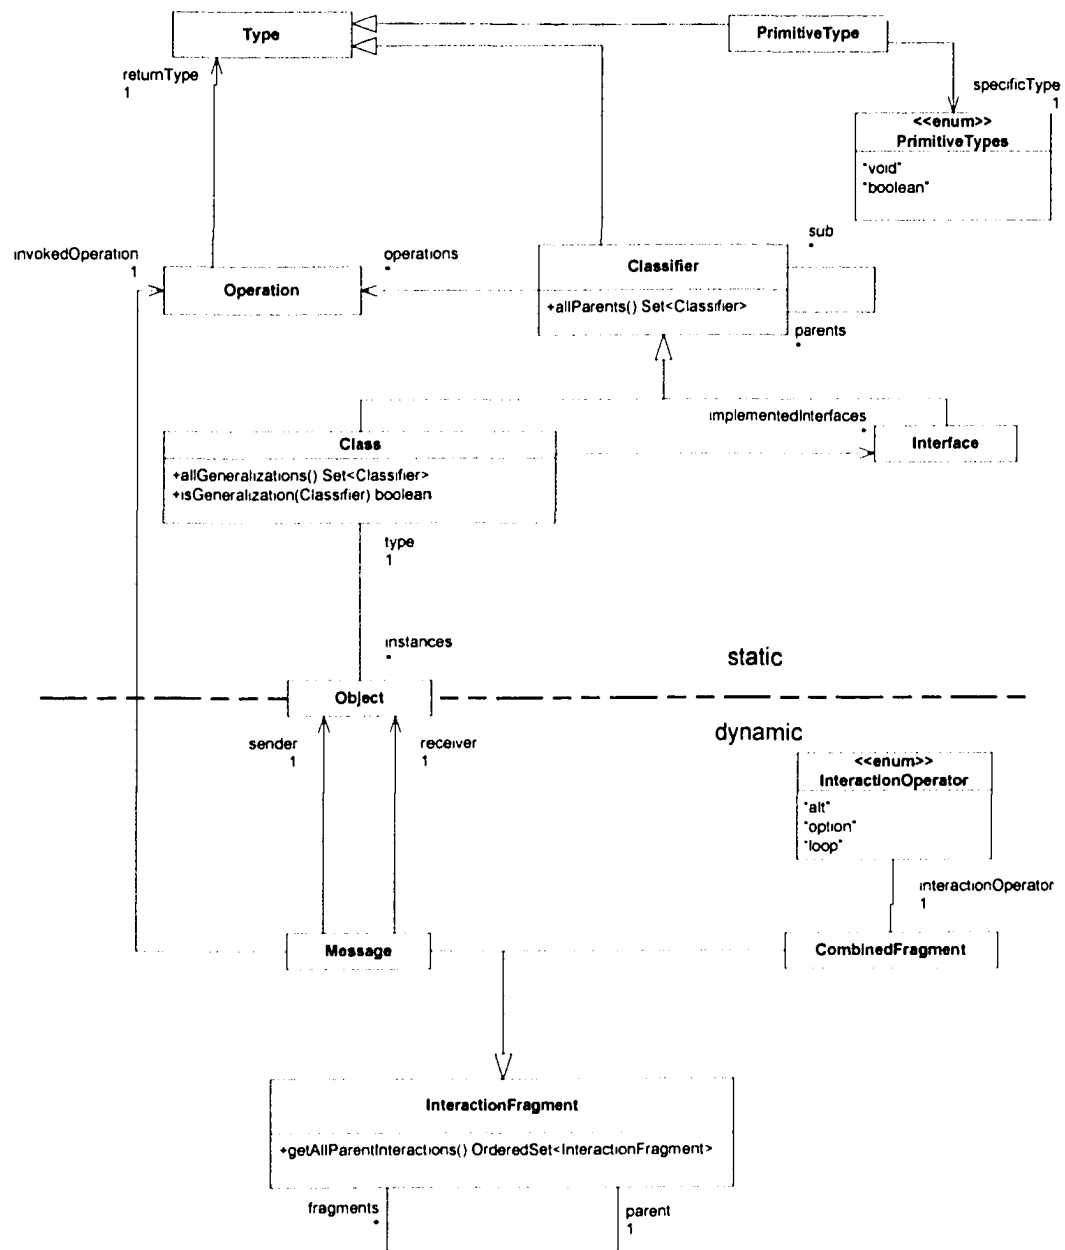 Type
PrimitiveType
returnType
1
specificType
1
<<enum>>
PrimitiveTypes
"void"
"boolean"
sub
*
invokedOperation
1
operations
*
Operation
Classifier
+allParents() Set<Classifier>
parents
*
implementedInterfaces
*
Class
+allGeneralizations() Set<Classifier>
+isGeneralization(Classifier) boolean
Interface
type
1
instances
*
static
Object
dynamic
sender
1
receiver
1
<<enum>>
InteractionOperator
"alt"
"option"
"loop"
interactionOperator
1
Message
CombinedFragment
InteractionFragment
+getAllParentInteractions() OrderedSet<InteractionFragment>
fragments
*
parent
1